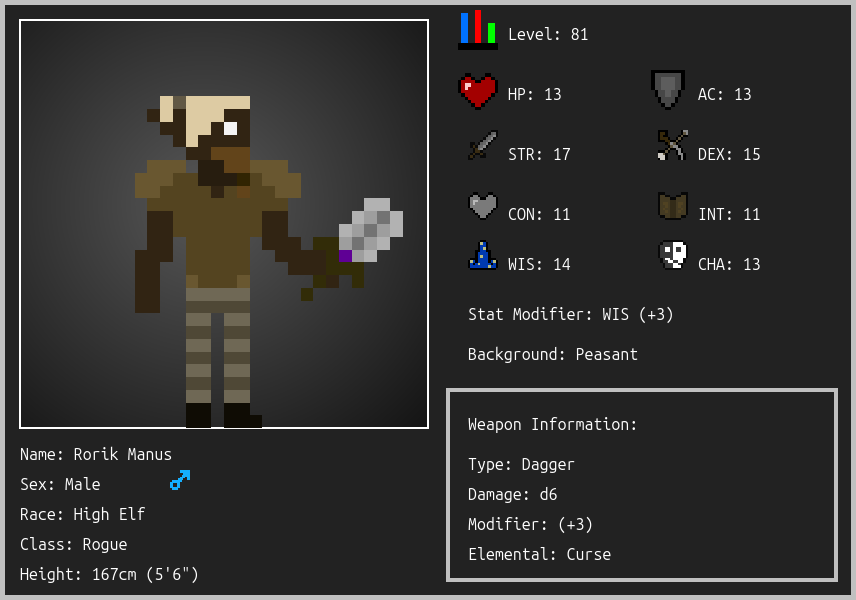 Level: 81
HP: 13
AC: 13
STR: 17
DEX: 15
CON: 11
INT: 11
WIS: 14
CHA: 13
Stat Modifier: WIS (+3)
Background: Peasant
Weapon Information:
Type: Dagger
Damage: d6
Modifier: (+3)
Elemental: Curse
Name: Rorik Manus
Sex: Male
Race: High Elf
Class: Rogue
Height: 167cm (5'6")